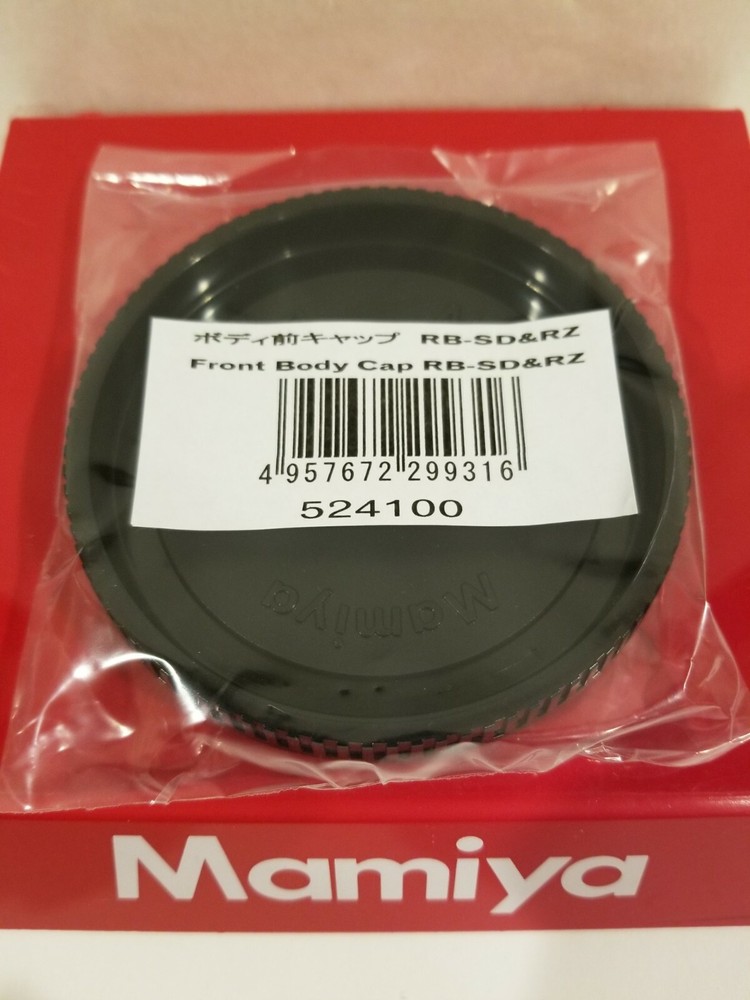 ボディ前キャップ RB-SD&RZ
Front Body Cap RB-SD&RZ
4 957672 299316
524100
Mamiya
Mamiya